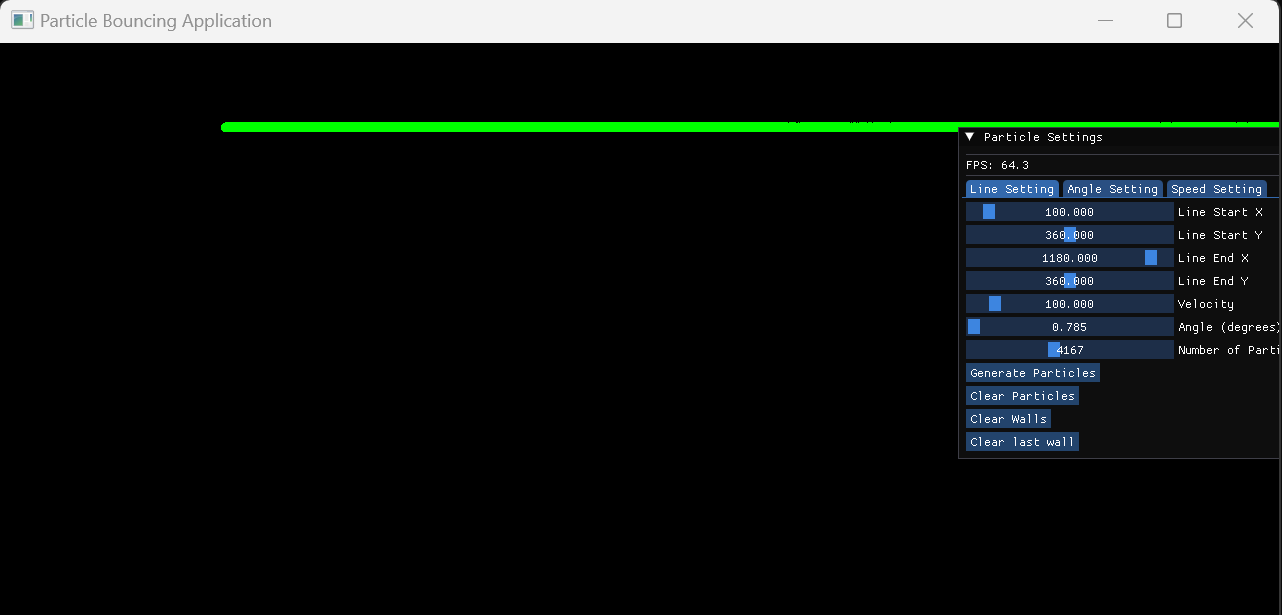 Particle Bouncing Application
Particle Settings
FPS: 64.3
Line Setting Angle Setting Speed Setting
100.000 Line Start X
360.000 Line Start Y
1180.000 Line End X
360.000 Line End Y
100.000 Velocity
0.785 Angle (degrees)
4167 Number of Parti
Generate Particles
Clear Particles
Clear Walls
Clear last wall